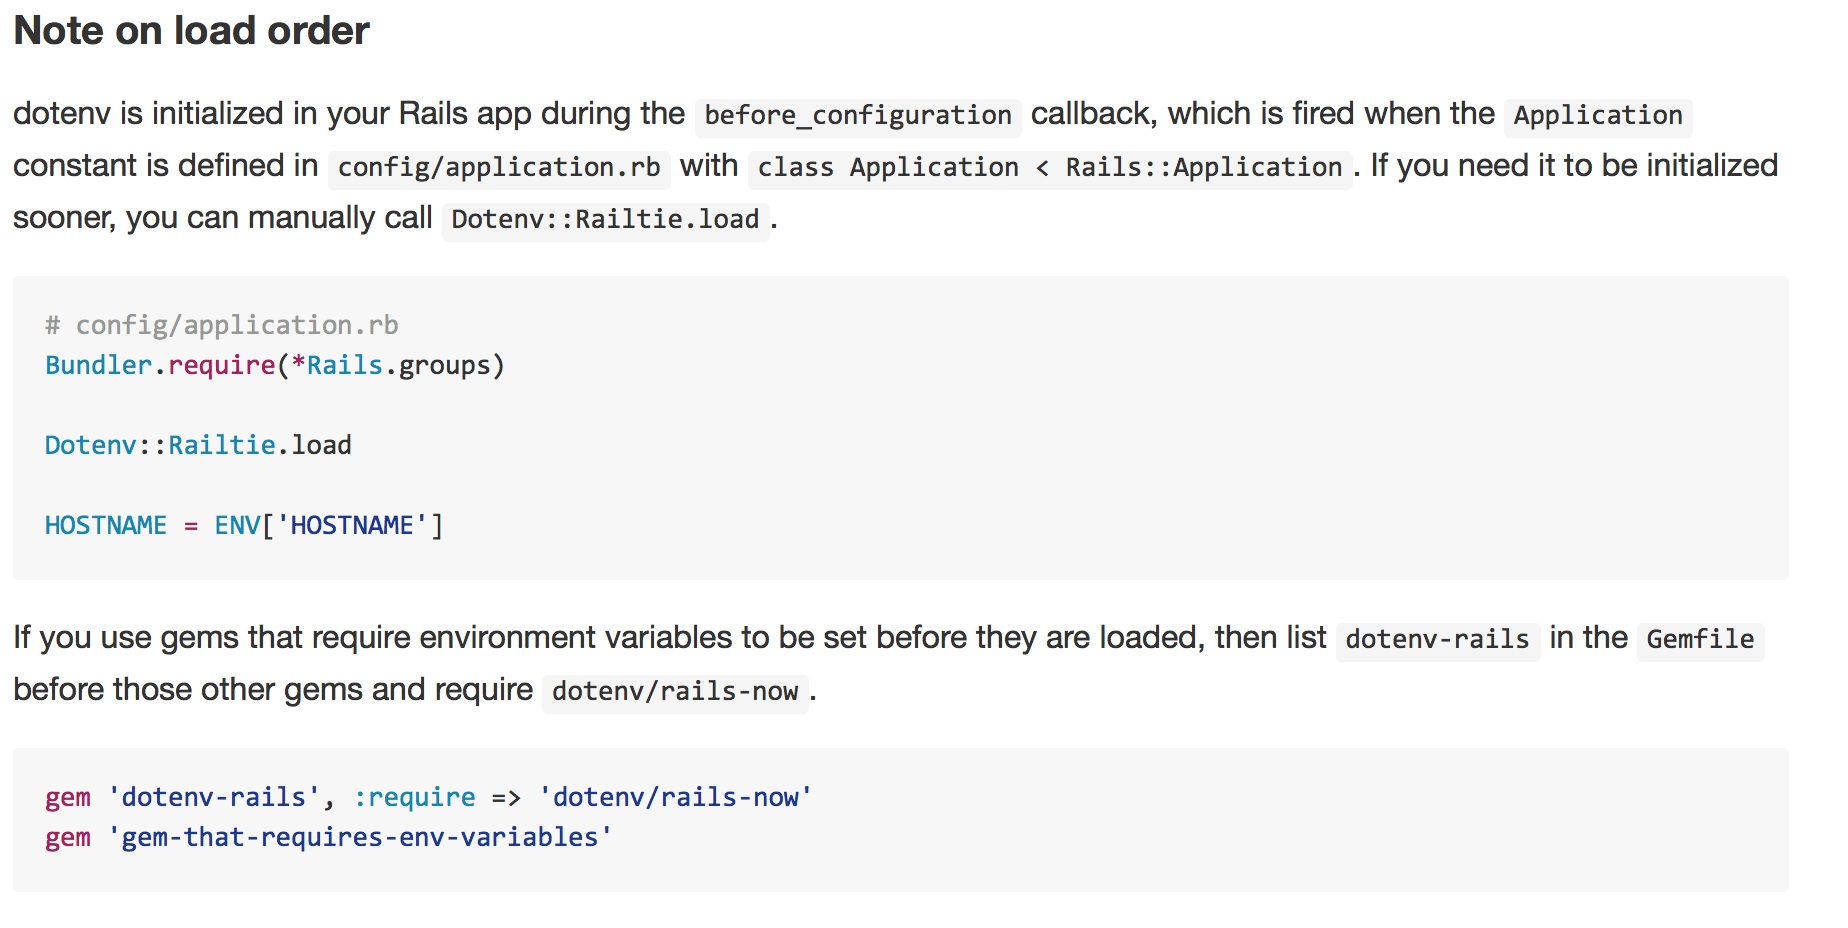 Note on load order
dotenv is initialized in your Rails app during the before_configuration callback, which is fired when the Application
constant is defined in config/application.rb with class Application < Rails::Application. If you need it to be initialized
sooner, you can manually call Dotenv::Railtie.load.
# config/application.rb
Bundler.require(*Rails.groups)
Dotenv::Railtie.load
HOSTNAME = ENV['HOSTNAME']
If you use gems that require environment variables to be set before they are loaded, then list dotenv-rails in the Gemfile
before those other gems and require dotenv/rails-now.
gem 'dotenv-rails', :require => 'dotenv/rails-now'
gem 'gem-that-requires-env-variables'